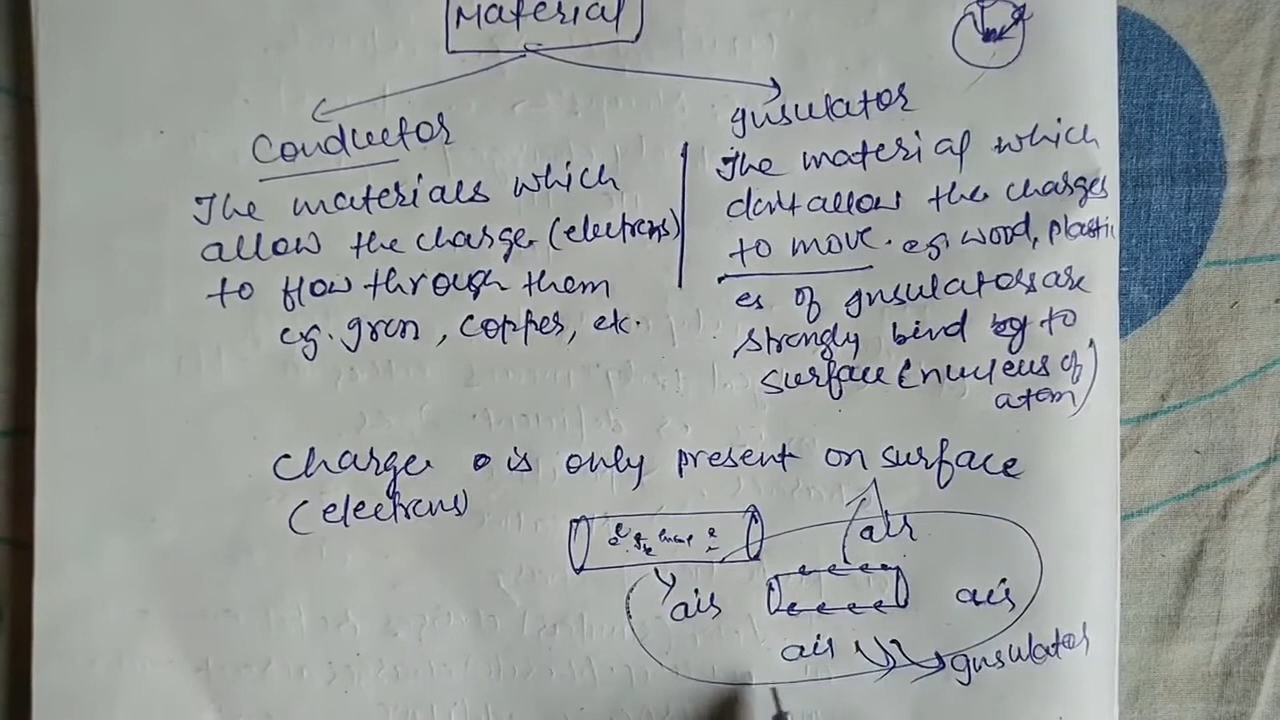 Material
Conductor
The materials which
allow the charge (electrons)
to flow through them
eg. Iron, Copper, etc.
Insulator
The material which
don't allow the charges
to move. eg. wood, plastic
es of Insulators are
strongly bind by to
surface (nucleus of
atom)
Charge is only present on surface
(electrons)
air
air
air
air
Insulator